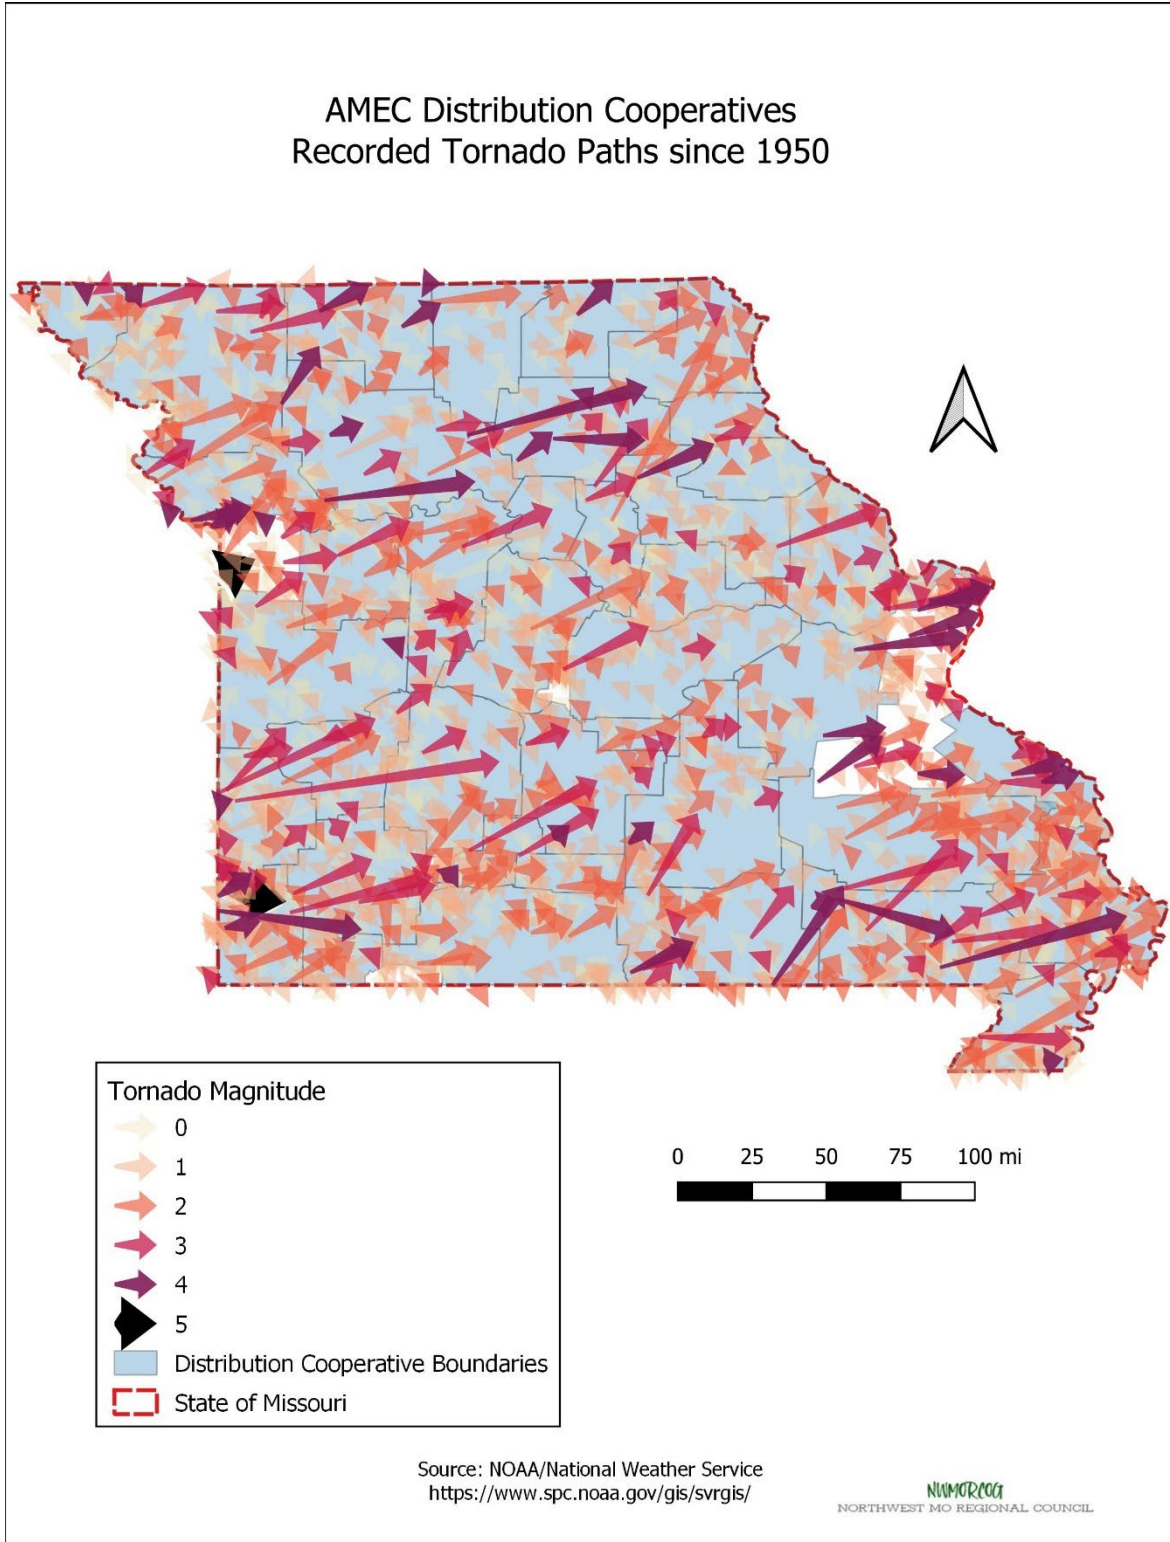 AMEC Distribution Cooperatives
Recorded Tornado Paths since 1950
Tornado Magnitude
0
1
2
3
4
5
Distribution Cooperative Boundaries
State of Missouri
0 25 50 75 100 mi
Source: NOAA/National Weather Service
https://www.spc.noaa.gov/gis/svrgis/
NWMORCOG
NORTHWEST MO REGIONAL COUNCIL